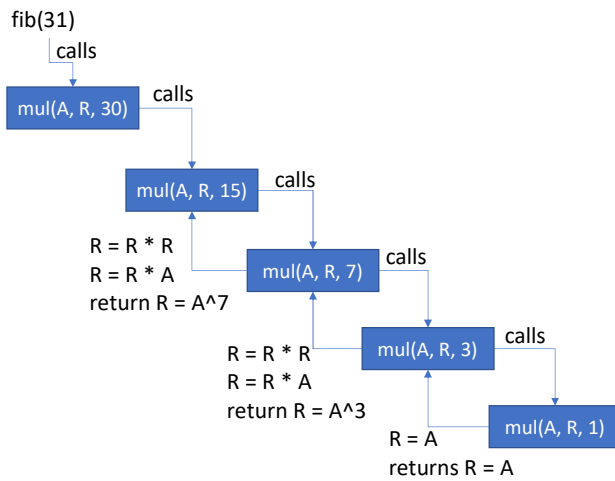 fib(31)
calls
mul(A, R, 30)
calls
mul(A, R, 15)
calls
R = R * R
R = R * A
return R = A^7
mul(A, R, 7)
calls
R = R * R
R = R * A
return R = A^3
mul(A, R, 3)
calls
R = A
returns R = A
mul(A, R, 1)